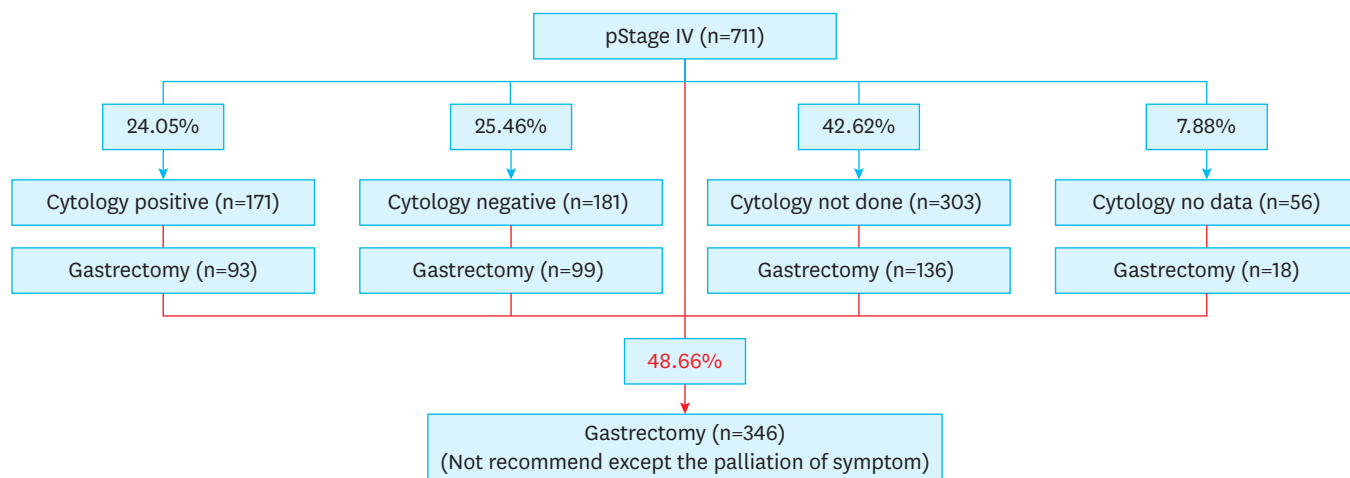 pStage IV (n=711)
24.05%
25.46%
42.62%
7.88%
Cytology positive (n=171)
Cytology negative (n=181)
Cytology not done (n=303)
Cytology no data (n=56)
Gastrectomy (n=93)
Gastrectomy (n=99)
Gastrectomy (n=136)
Gastrectomy (n=18)
48.66%
Gastrectomy (n=346)
(Not recommend except the palliation of symptom)